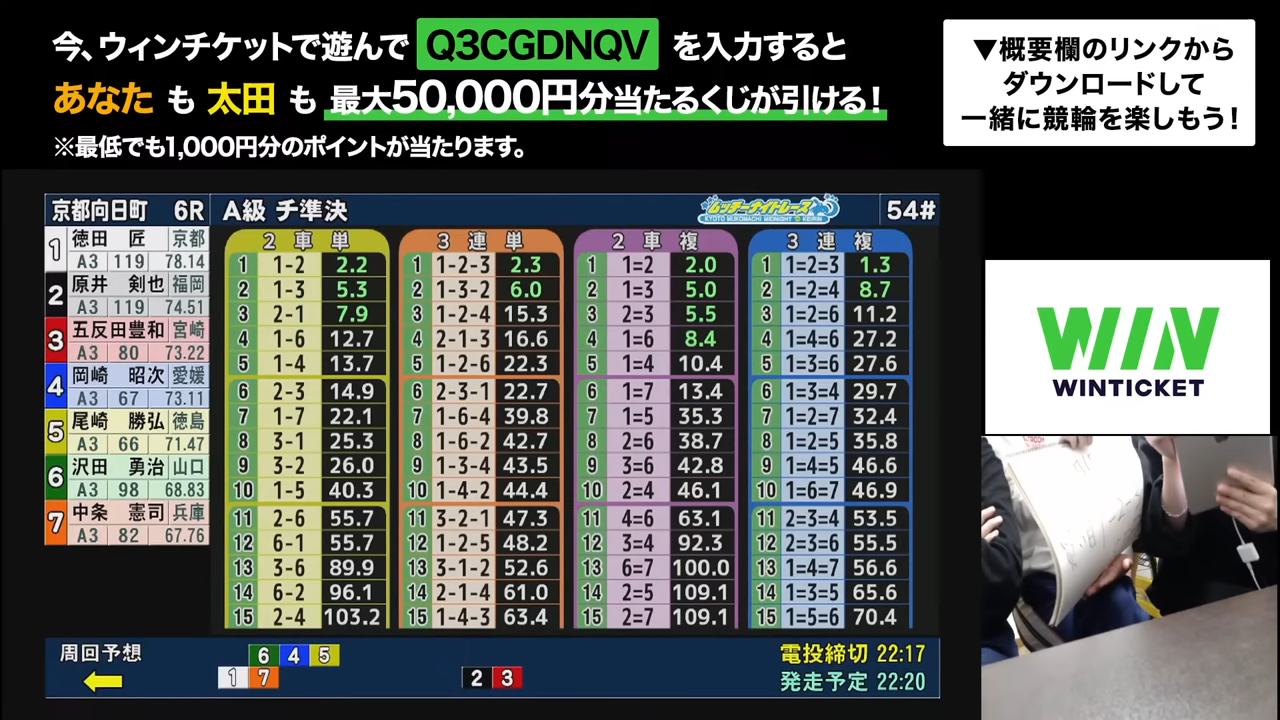 今、ウィンチケットで遊んで Q3CGDNQV を入力すると
あなた も 太田 も 最大50,000円分当たるくじが引ける!
※最低でも1,000円分のポイントが当たります。
▼概要欄のリンクから
ダウンロードして
一緒に競輪を楽しもう!
京都向日町 6R A級 チ準決 ムッチーナイトレース KYOTO MUKOMACHI MIDNIGHT KEIRIN 54#
1 徳田 匠 京都
A3 119 78.14
2 原井 剣也 福岡
A3 119 74.51
3 五反田豊和 宮崎
A3 80 73.22
4 岡崎 昭次 愛媛
A3 67 73.11
5 尾崎 勝弘 徳島
A3 66 71.47
6 沢田 勇治 山口
A3 98 68.83
7 中条 憲司 兵庫
A3 82 67.76
2車単
1 1-2 2.2
2 1-3 5.3
3 2-1 7.9
4 1-6 12.7
5 1-4 13.7
6 2-3 14.9
7 1-7 22.1
8 3-1 25.3
9 3-2 26.0
10 1-5 40.3
11 2-6 55.7
12 6-1 55.7
13 3-6 89.9
14 6-2 96.1
15 2-4 103.2
3連単
1 1-2-3 2.3
2 1-3-2 6.0
3 1-2-4 15.3
4 2-1-3 16.6
5 1-2-6 22.3
6 2-3-1 22.7
7 1-6-4 39.8
8 1-6-2 42.7
9 1-3-4 43.5
10 1-4-2 44.4
11 3-2-1 47.3
12 1-2-5 48.2
13 3-1-2 52.6
14 2-1-4 61.0
15 1-4-3 63.4
2車複
1 1=2 2.0
2 1=3 5.0
3 2=3 5.5
4 1=6 8.4
5 1=4 10.4
6 1=7 13.4
7 1=5 35.3
8 2=6 38.7
9 3=6 42.8
10 2=4 46.1
11 4=6 63.1
12 3=4 92.3
13 6=7 100.0
14 2=5 109.1
15 2=7 109.1
3連複
1 1=2=3 1.3
2 1=2=4 8.7
3 1=2=6 11.2
4 1=4=6 27.2
5 1=3=6 27.6
6 1=3=4 29.7
7 1=2=7 32.4
8 1=2=5 35.8
9 1=4=5 46.6
10 1=6=7 46.9
11 2=3=4 53.5
12 2=3=6 55.5
13 1=4=7 56.6
14 1=3=5 65.6
15 1=5=6 70.4
周回予想
6 4 5
1 7 2 3
電投締切 22:17
発走予定 22:20
WIN
WINTICKET